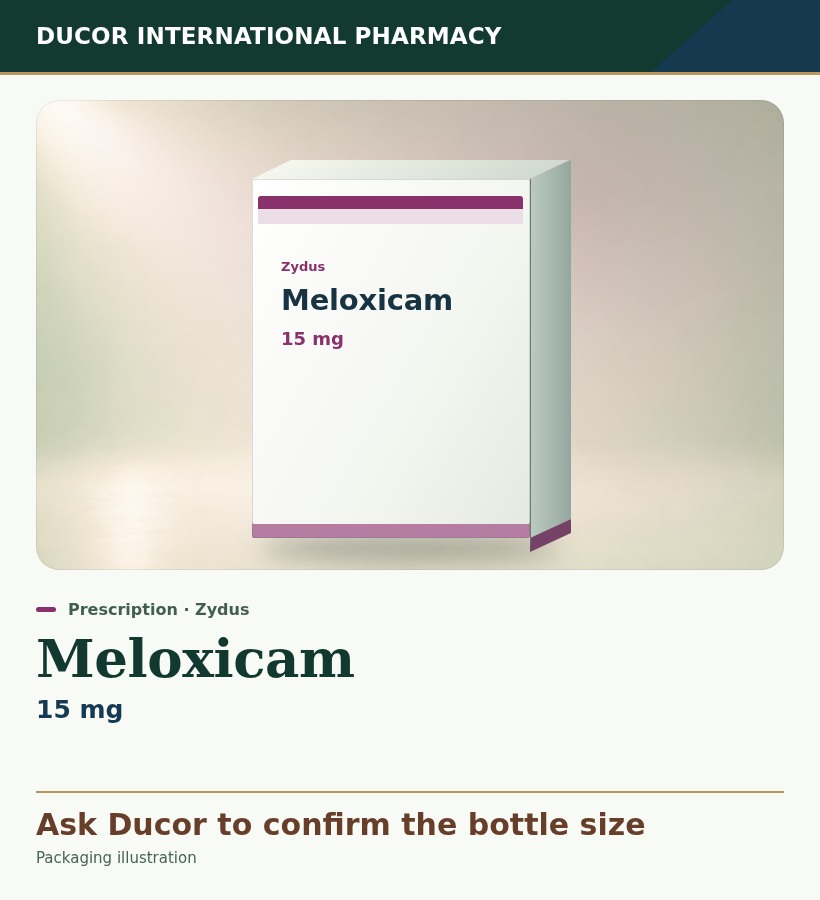 DUCOR INTERNATIONAL PHARMACY
Zydus
Meloxicam
15 mg
Prescription · Zydus
Meloxicam
15 mg
Ask Ducor to confirm the bottle size
Packaging illustration